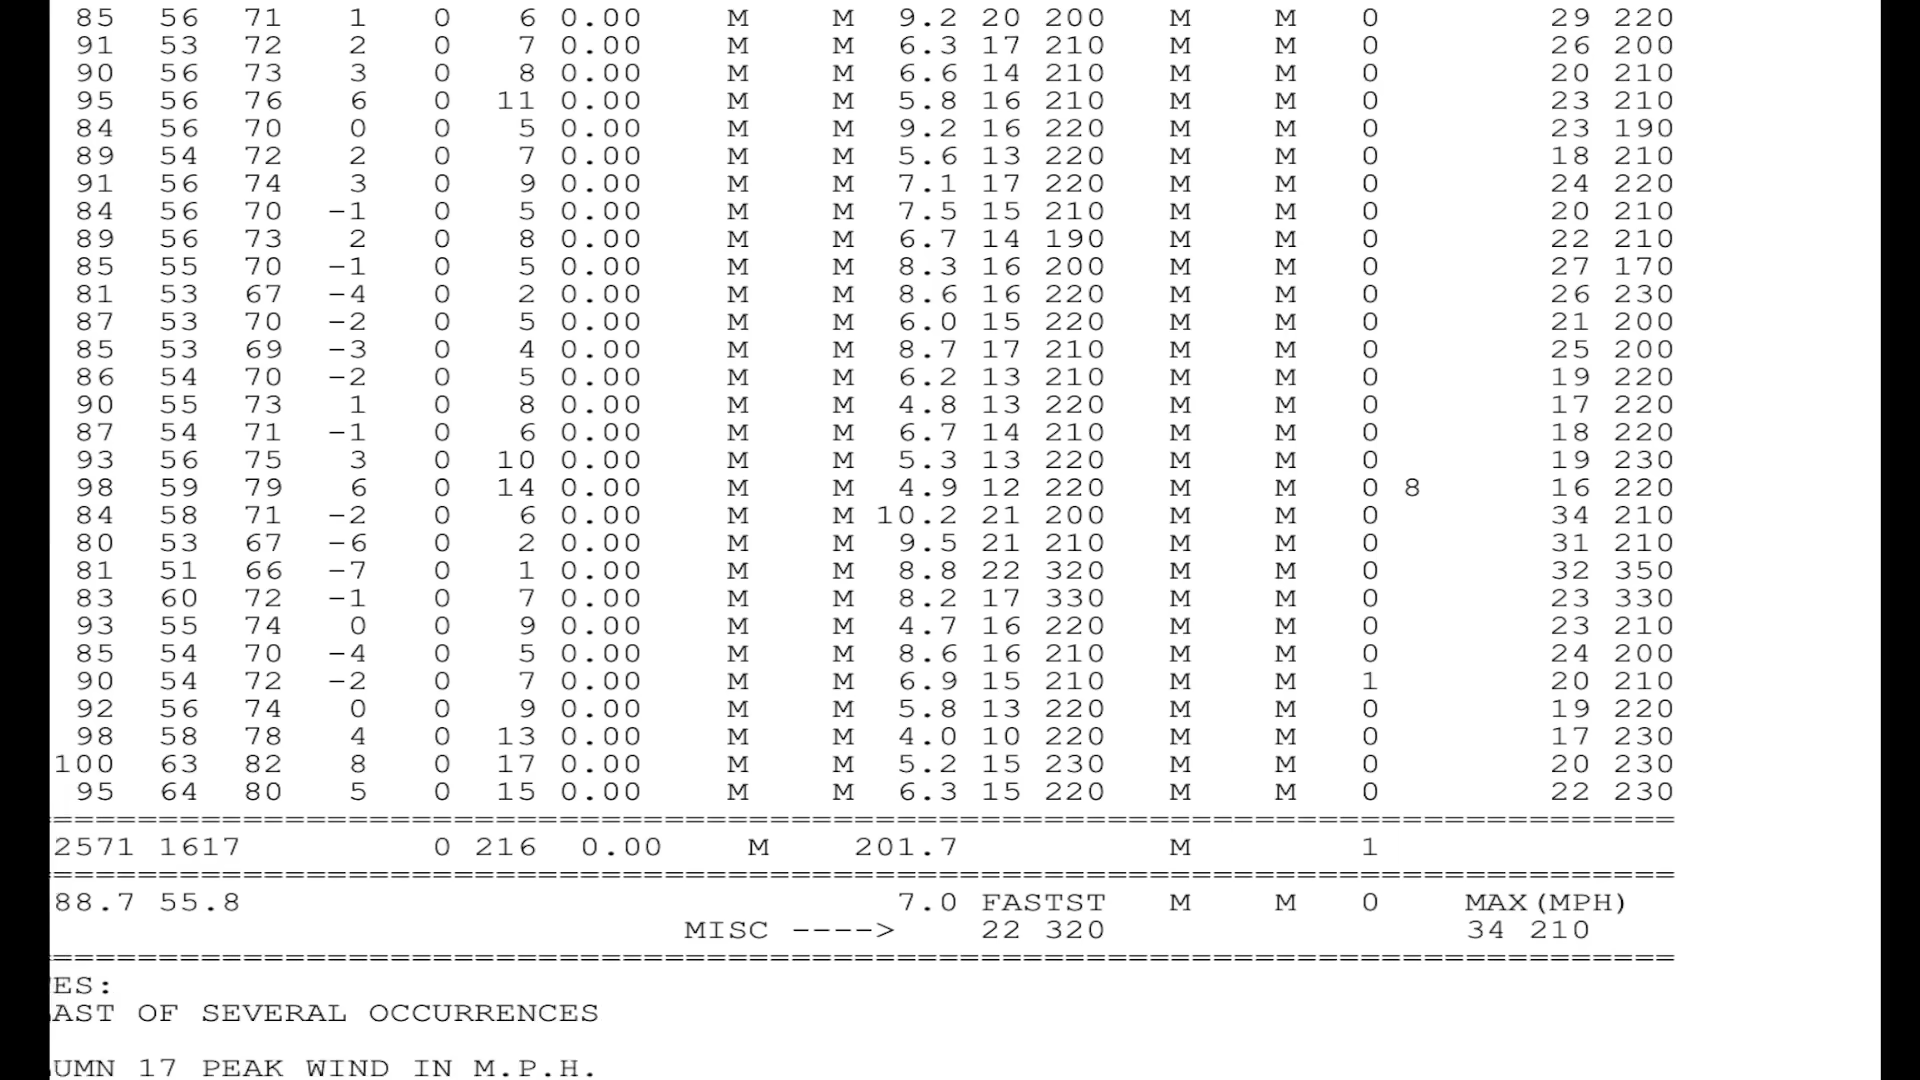 85 56 71 1 0 6 0.00 M M 9.2 20 200 M M 0 29 220
91 53 72 2 0 7 0.00 M M 6.3 17 210 M M 0 26 200
90 56 73 3 0 8 0.00 M M 6.6 14 210 M M 0 20 210
95 56 76 6 0 11 0.00 M M 5.8 16 210 M M 0 23 210
84 56 70 0 0 5 0.00 M M 9.2 16 220 M M 0 23 190
89 54 72 2 0 7 0.00 M M 5.6 13 220 M M 0 18 210
91 56 74 3 0 9 0.00 M M 7.1 17 220 M M 0 24 220
84 56 70 -1 0 5 0.00 M M 7.5 15 210 M M 0 20 210
89 56 73 2 0 8 0.00 M M 6.7 14 190 M M 0 22 210
85 55 70 -1 0 5 0.00 M M 8.3 16 200 M M 0 27 170
81 53 67 -4 0 2 0.00 M M 8.6 16 220 M M 0 26 230
87 53 70 -2 0 5 0.00 M M 6.0 15 220 M M 0 21 200
85 53 69 -3 0 4 0.00 M M 8.7 17 210 M M 0 25 200
86 54 70 -2 0 5 0.00 M M 6.2 13 210 M M 0 19 220
90 55 73 1 0 8 0.00 M M 4.8 13 220 M M 0 17 220
87 54 71 -1 0 6 0.00 M M 6.7 14 210 M M 0 18 220
93 56 75 3 0 10 0.00 M M 5.3 13 220 M M 0 19 230
98 59 79 6 0 14 0.00 M M 4.9 12 220 M M 0 8 16 220
84 58 71 -2 0 6 0.00 M M 10.2 21 200 M M 0 34 210
80 53 67 -6 0 2 0.00 M M 9.5 21 210 M M 0 31 210
81 51 66 -7 0 1 0.00 M M 8.8 22 320 M M 0 32 350
83 60 72 -1 0 7 0.00 M M 8.2 17 330 M M 0 23 330
93 55 74 0 0 9 0.00 M M 4.7 16 220 M M 0 23 210
85 54 70 -4 0 5 0.00 M M 8.6 16 210 M M 0 24 200
90 54 72 -2 0 7 0.00 M M 6.9 15 210 M M 1 20 210
92 56 74 0 0 9 0.00 M M 5.8 13 220 M M 0 19 220
98 58 78 4 0 13 0.00 M M 4.0 10 220 M M 0 17 230
100 63 82 8 0 17 0.00 M M 5.2 15 230 M M 0 20 230
95 64 80 5 0 15 0.00 M M 6.3 15 220 M M 0 22 230
2571 1617 0 216 0.00 M 201.7 M 1
88.7 55.8 7.0 FASTST M M 0 MAX(MPH)
MISC ----> 22 320 34 210
ES:
AST OF SEVERAL OCCURRENCES
UMN 17 PEAK WIND IN M.P.H.